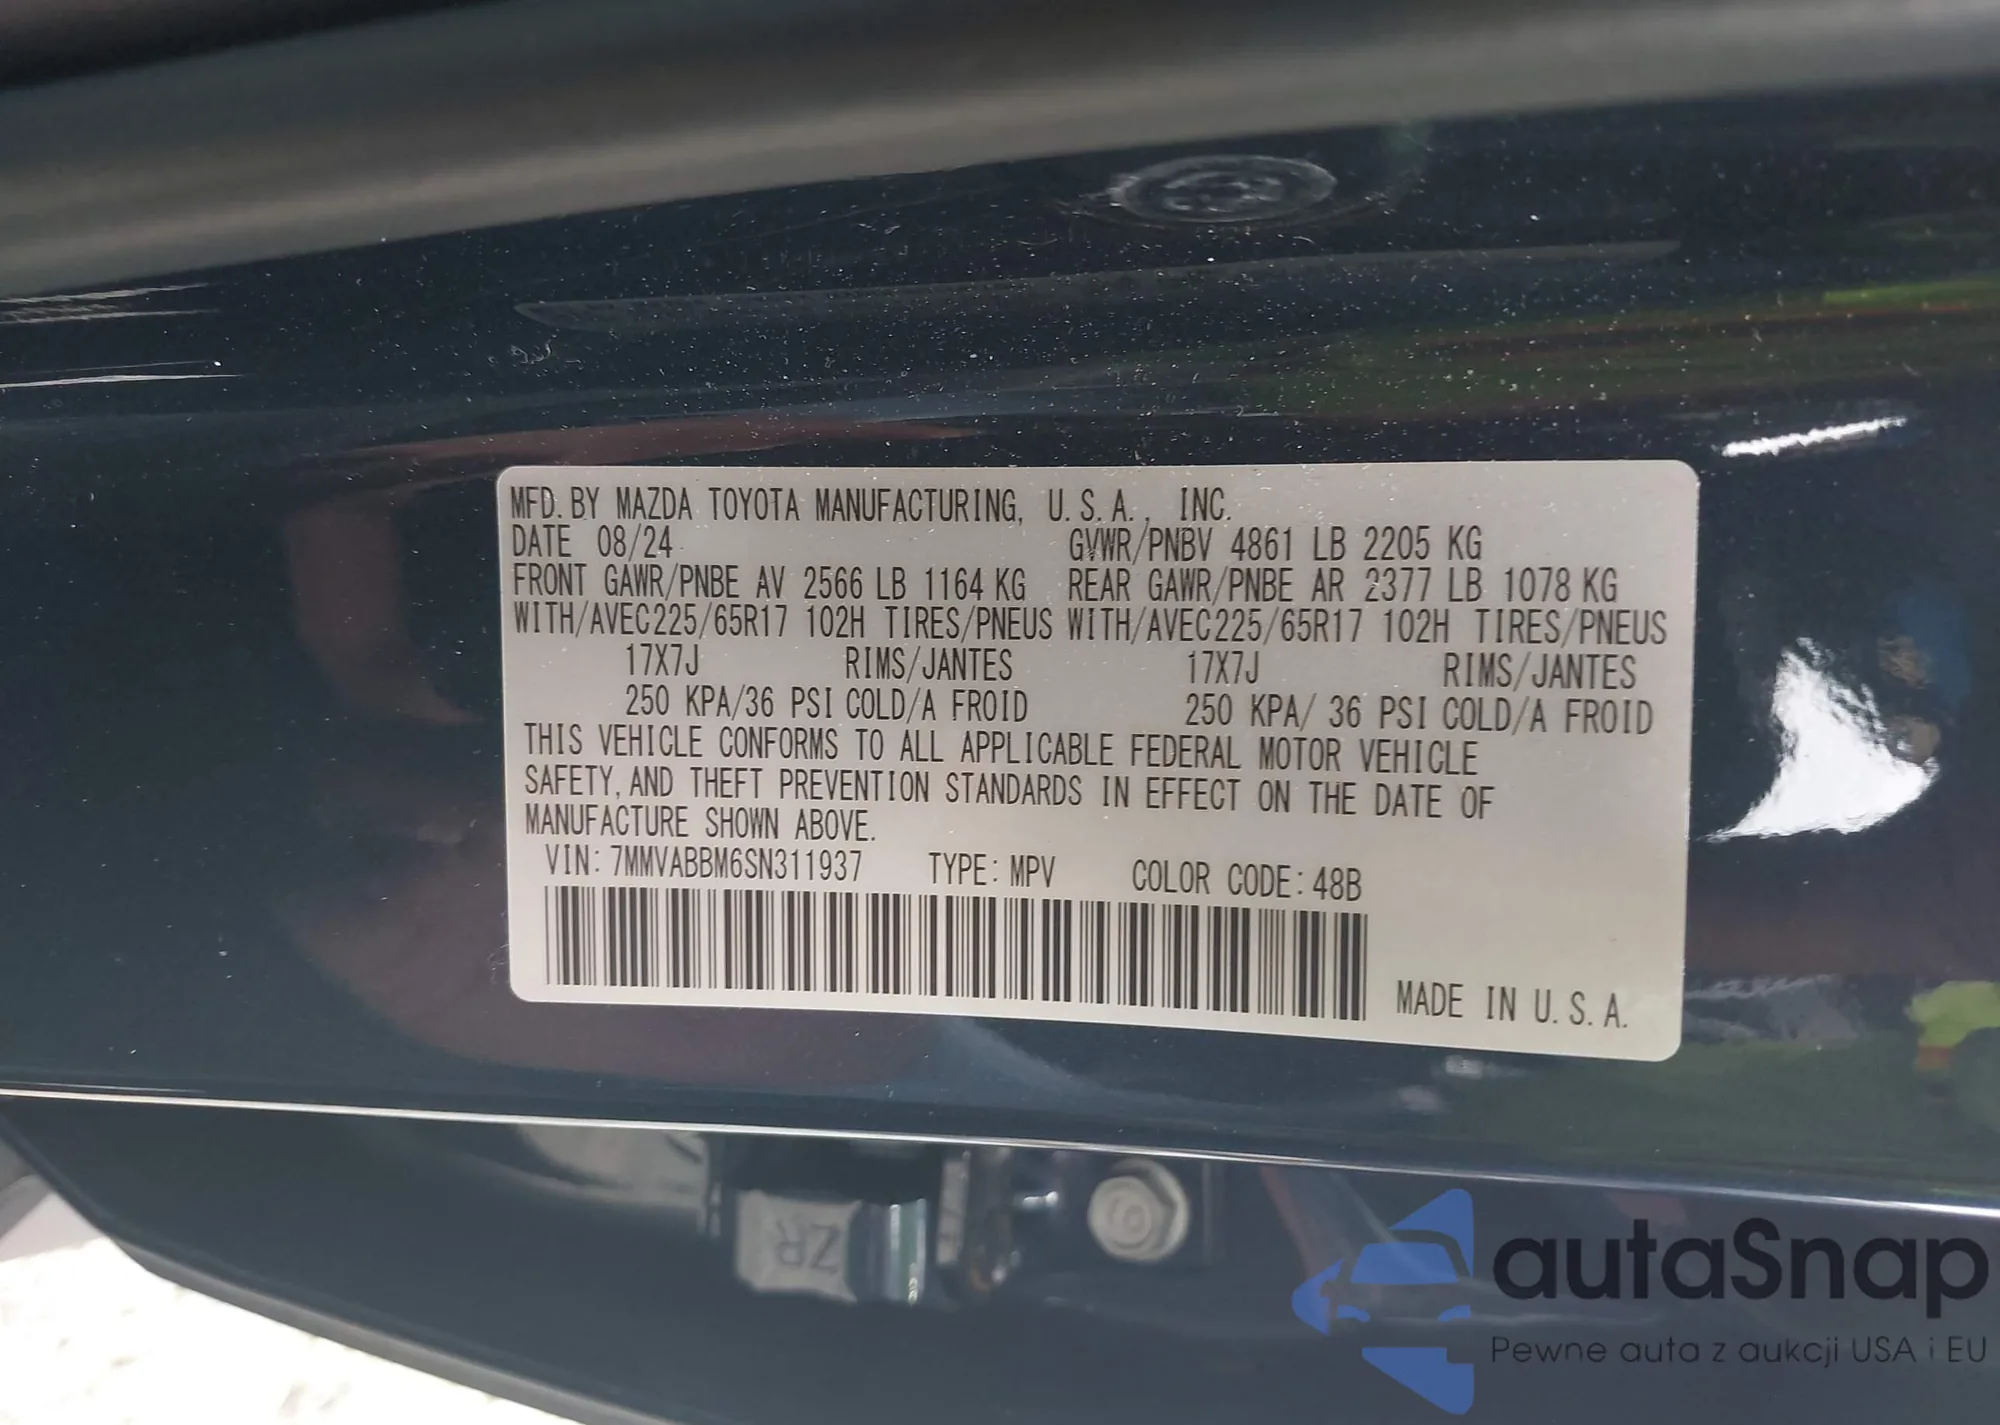 MFD. BY MAZDA TOYOTA MANUFACTURING, U.S.A., INC.
DATE 08/24 GVWR/PNBV 4861 LB 2205 KG
FRONT GAWR/PNBE AV 2566 LB 1164 KG REAR GAWR/PNBE AR 2377 LB 1078 KG
WITH/AVEC225/65R17 102H TIRES/PNEUS WITH/AVEC225/65R17 102H TIRES/PNEUS
17X7J RIMS/JANTES 17X7J RIMS/JANTES
250 KPA/36 PSI COLD/A FROID 250 KPA/ 36 PSI COLD/A FROID
THIS VEHICLE CONFORMS TO ALL APPLICABLE FEDERAL MOTOR VEHICLE
SAFETY, AND THEFT PREVENTION STANDARDS IN EFFECT ON THE DATE OF
MANUFACTURE SHOWN ABOVE.
VIN: 7MMVABBM6SN311937 TYPE: MPV COLOR CODE: 48B
MADE IN U.S.A.
ZR
autaSnap
Pewne auta z aukcji USA i EU